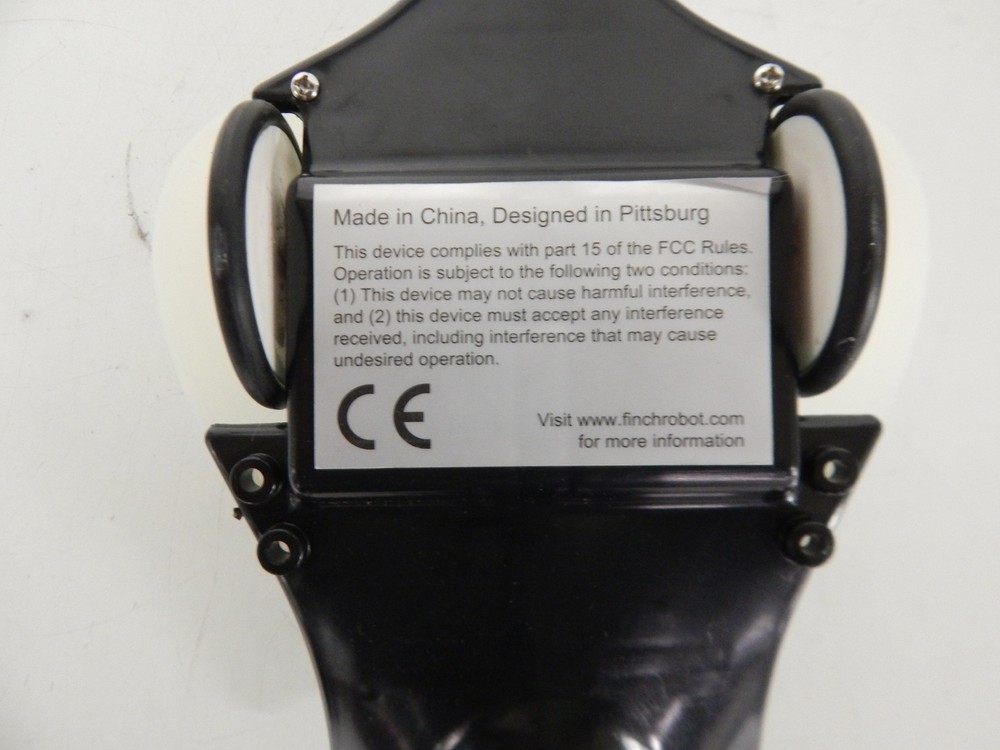 Made in China, Designed in Pittsburg
This device complies with part 15 of the FCC Rules.
Operation is subject to the following two conditions:
(1) This device may not cause harmful interference,
and (2) this device must accept any interference
received, including interference that may cause
undesired operation.
CE
Visit www.finchrobot.com
for more information